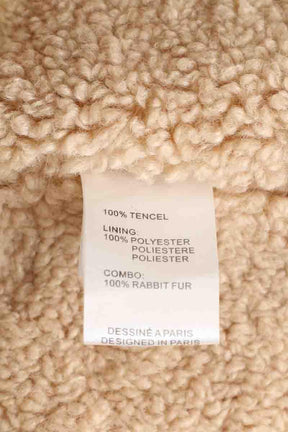 100% TENCEL
LINING:
100% POLYESTER
POLIESTERE
POLIESTER
COMBO:
100% RABBIT FUR
DESSINÉ A PARIS
DESIGNED IN PARIS